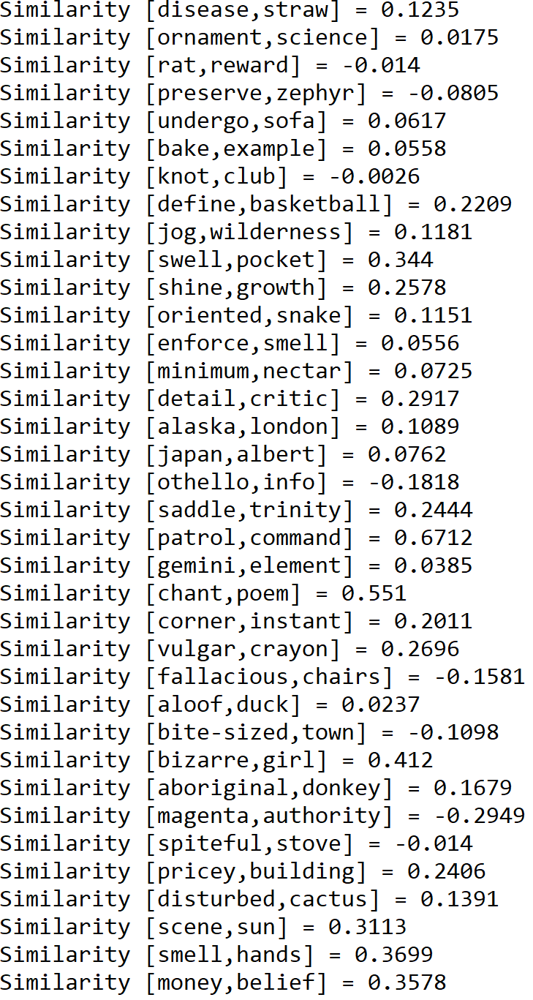 Similarity [disease,straw] = 0.1235
Similarity [ornament,science] = 0.0175
Similarity [rat,reward] = -0.014
Similarity [preserve,zephyr] = -0.0805
Similarity [undergo,sofa] = 0.0617
Similarity [bake,example] = 0.0558
Similarity [knot,club] = -0.0026
Similarity [define,basketball] = 0.2209
Similarity [jog,wilderness] = 0.1181
Similarity [swell,pocket] = 0.344
Similarity [shine,growth] = 0.2578
Similarity [oriented,snake] = 0.1151
Similarity [enforce,smell] = 0.0556
Similarity [minimum,nectar] = 0.0725
Similarity [detail,critic] = 0.2917
Similarity [alaska,london] = 0.1089
Similarity [japan,albert] = 0.0762
Similarity [othello,info] = -0.1818
Similarity [saddle,trinity] = 0.2444
Similarity [patrol,command] = 0.6712
Similarity [gemini,element] = 0.0385
Similarity [chant,poem] = 0.551
Similarity [corner,instant] = 0.2011
Similarity [vulgar,crayon] = 0.2696
Similarity [fallacious,chairs] = -0.1581
Similarity [aloof,duck] = 0.0237
Similarity [bite-sized,town] = -0.1098
Similarity [bizarre,girl] = 0.412
Similarity [aboriginal,donkey] = 0.1679
Similarity [magenta,authority] = -0.2949
Similarity [spiteful,stove] = -0.014
Similarity [pricey,building] = 0.2406
Similarity [disturbed,cactus] = 0.1391
Similarity [scene,sun] = 0.3113
Similarity [smell,hands] = 0.3699
Similarity [money,belief] = 0.3578